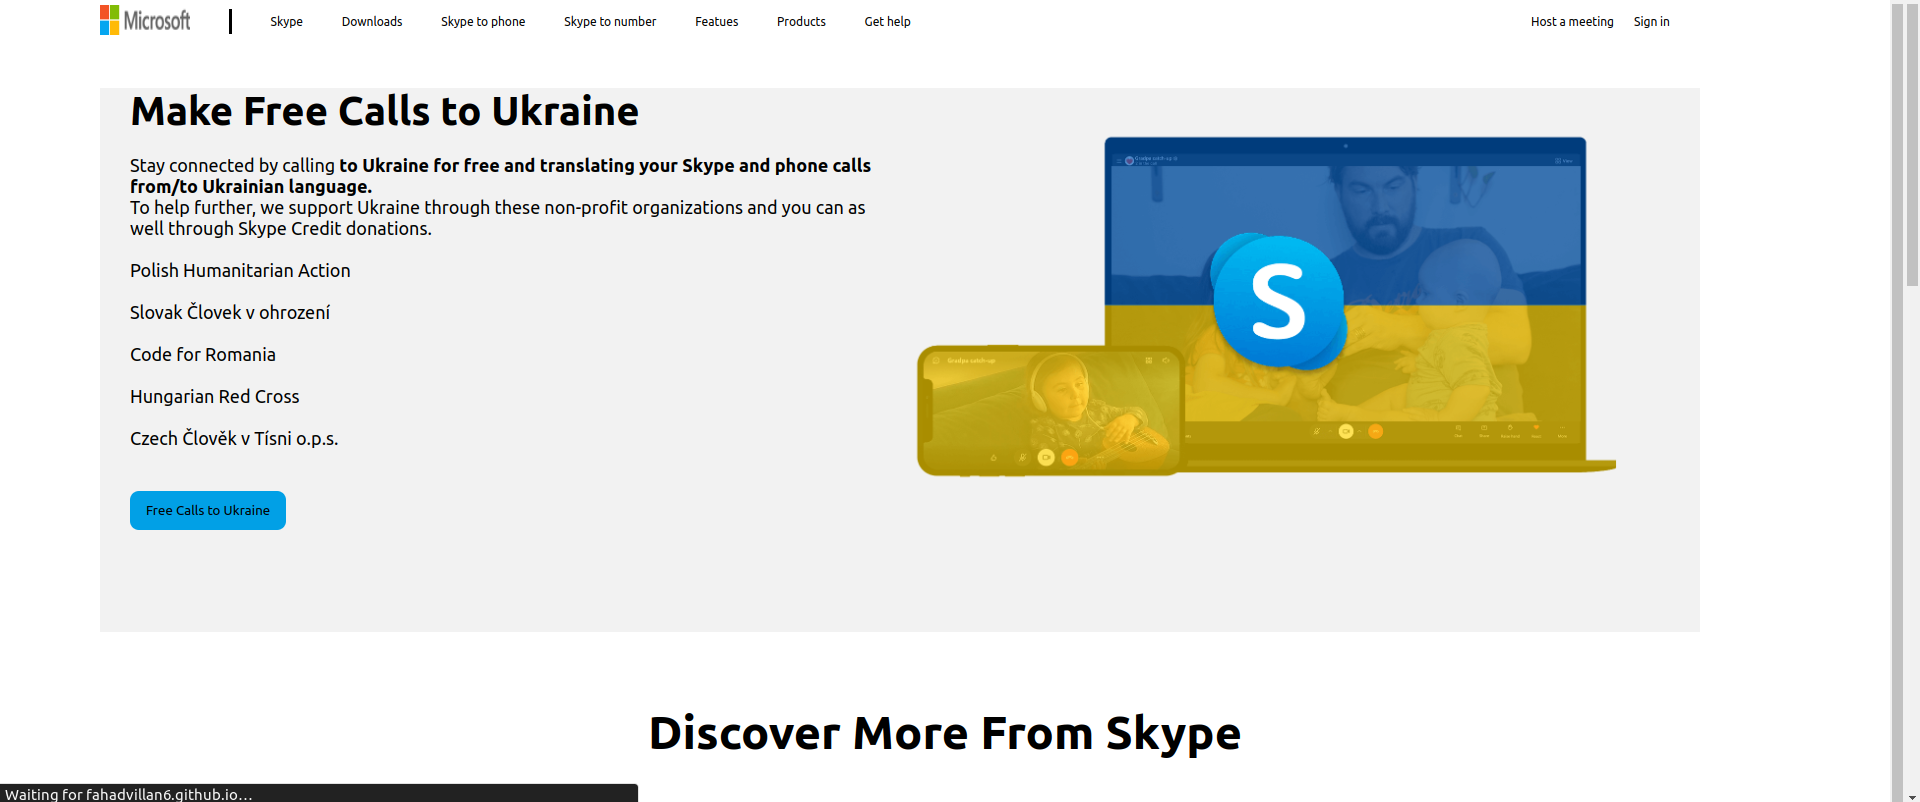 Microsoft
Skype Downloads Skype to phone Skype to number Featues Products Get help Host a meeting Sign in
Make Free Calls to Ukraine
Stay connected by calling to Ukraine for free and translating your Skype and phone calls
from/to Ukrainian language.
To help further, we support Ukraine through these non-profit organizations and you can as
well through Skype Credit donations.
Polish Humanitarian Action
Slovak Človek v ohrození
Code for Romania
Hungarian Red Cross
Czech Člověk v Tísni o.p.s.
Free Calls to Ukraine
S
Discover More From Skype
Waiting for fahadvillan6.github.io...